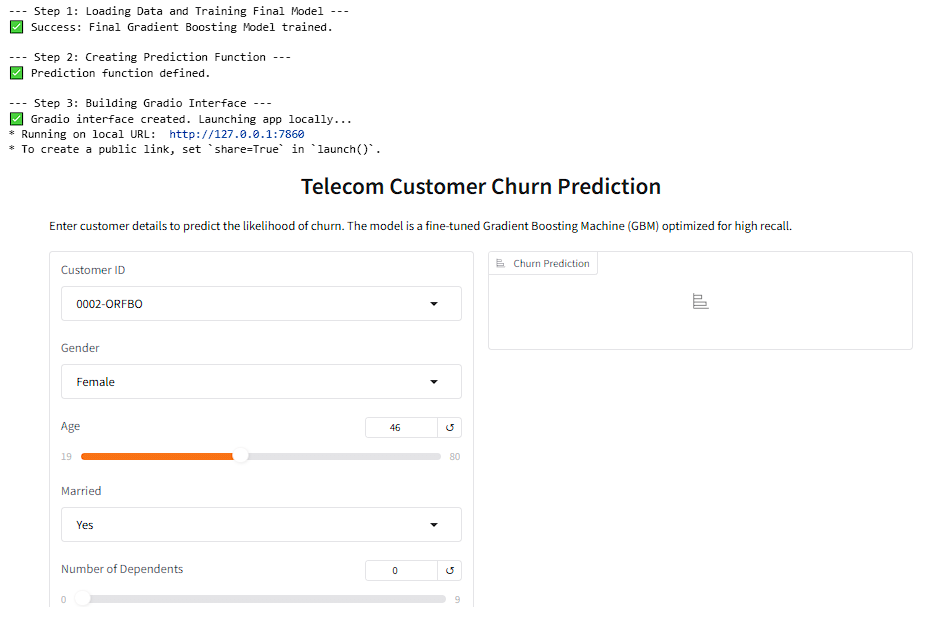 --- Step 1: Loading Data and Training Final Model ---
✅ Success: Final Gradient Boosting Model trained.
--- Step 2: Creating Prediction Function ---
✅ Prediction function defined.
--- Step 3: Building Gradio Interface ---
✅ Gradio interface created. Launching app locally...
* Running on local URL:  http://127.0.0.1:7860
* To create a public link, set `share=True` in `launch()`.
Telecom Customer Churn Prediction
Enter customer details to predict the likelihood of churn. The model is a fine-tuned Gradient Boosting Machine (GBM) optimized for high recall.
Customer ID
0002-ORFBO
Gender
Female
Age
46
19
80
Married
Yes
Number of Dependents
0
0
9
Churn Prediction